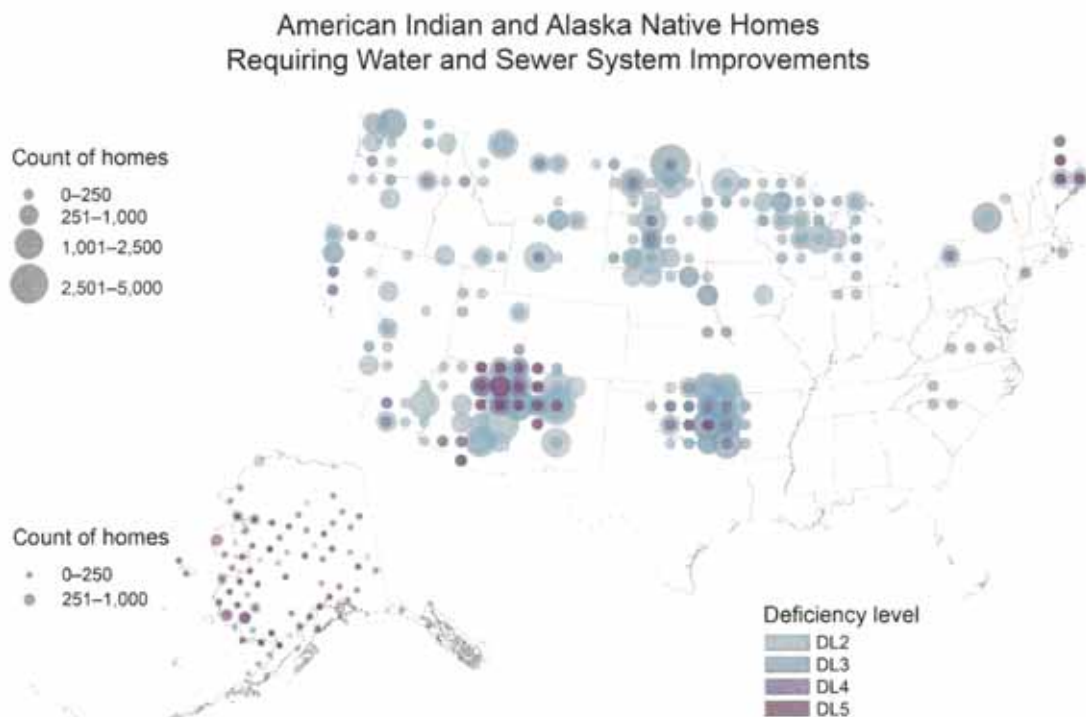 American Indian and Alaska Native Homes
Requiring Water and Sewer System Improvements
Count of homes
0–250
251–1,000
1,001–2,500
2,501–5,000
Count of homes
0–250
251–1,000
Deficiency level
DL2
DL3
DL4
DL5